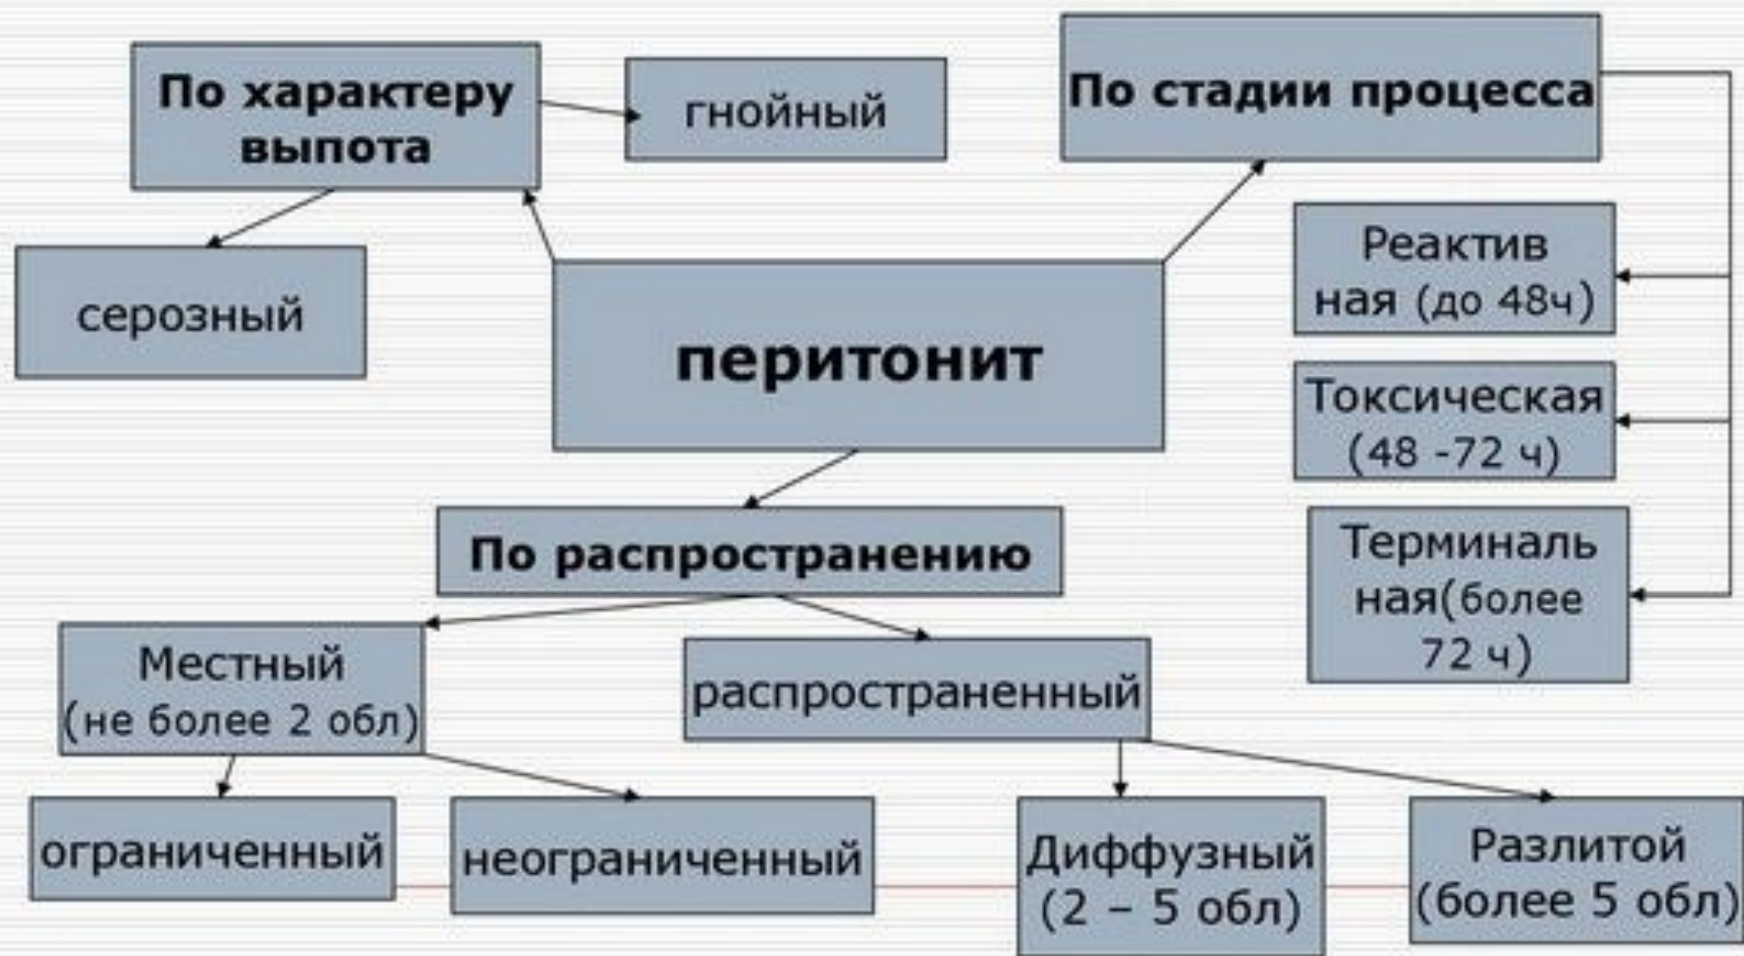 По характеру
выпота
гнойный
По стадии процесса
серозный
перитонит
Реактив
ная (до 48ч)
Токсическая
(48 -72 ч)
Терминаль
ная(более
72 ч)
По распространению
Местный
(не более 2 обл)
распространенный
ограниченный
неограниченный
Диффузный
(2 – 5 обл)
Разлитой
(более 5 обл)